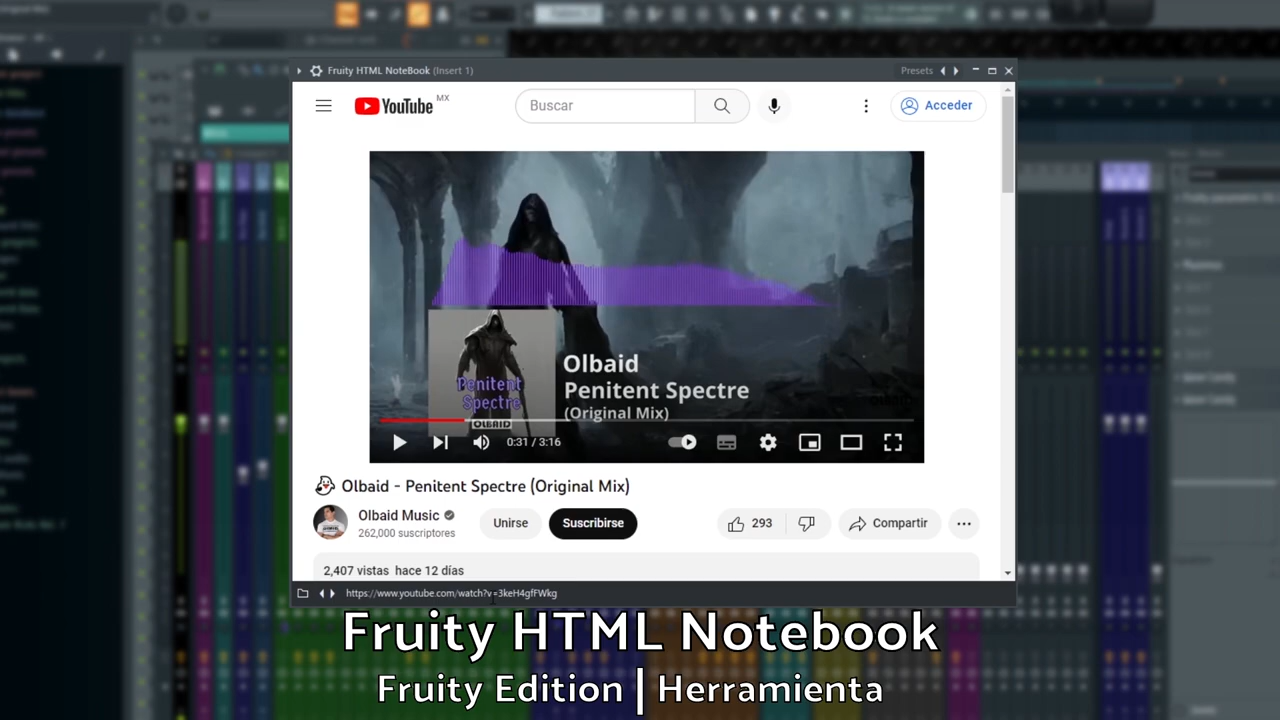 Fruity HTML NoteBook (Insert 1)
Presets
YouTube MX
Buscar
Acceder
Penitent
Spectre
OLBAID
Olbaid
Penitent Spectre
(Original Mix)
0:31 / 3:16
Olbaid - Penitent Spectre (Original Mix)
Olbaid Music
262,000 suscriptores
Unirse
Suscribirse
293
Compartir
2,407 vistas hace 12 días
https://www.youtube.com/watch?v=3keH4gfFWkg
Fruity HTML Notebook
Fruity Edition | Herramienta